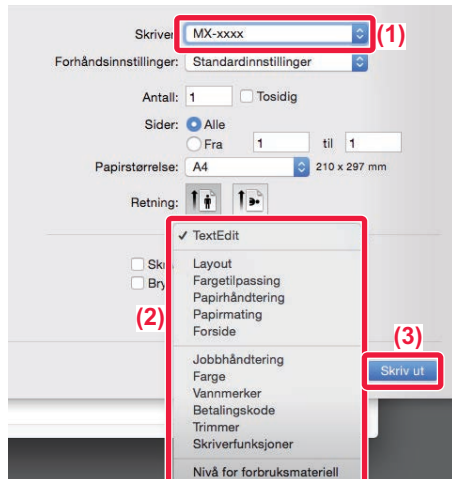 Skriver: MX-xxxx (1)
Forhåndsinnstillinger: Standardinnstillinger
Antall: 1 Tosidig
Sider: Alle
Fra 1 til 1
Papirstørrelse: A4 210 x 297 mm
Retning:
✓ TextEdit
Layout
Fargetilpasning
Papirhåndtering
Papirmating
Forside
(2)
(3)
Jobbhåndtering
Farge
Vannmerker
Betalingskode
Trimmer
Skriverfunksjoner
Skriv ut
Nivå for forbruksmateriell